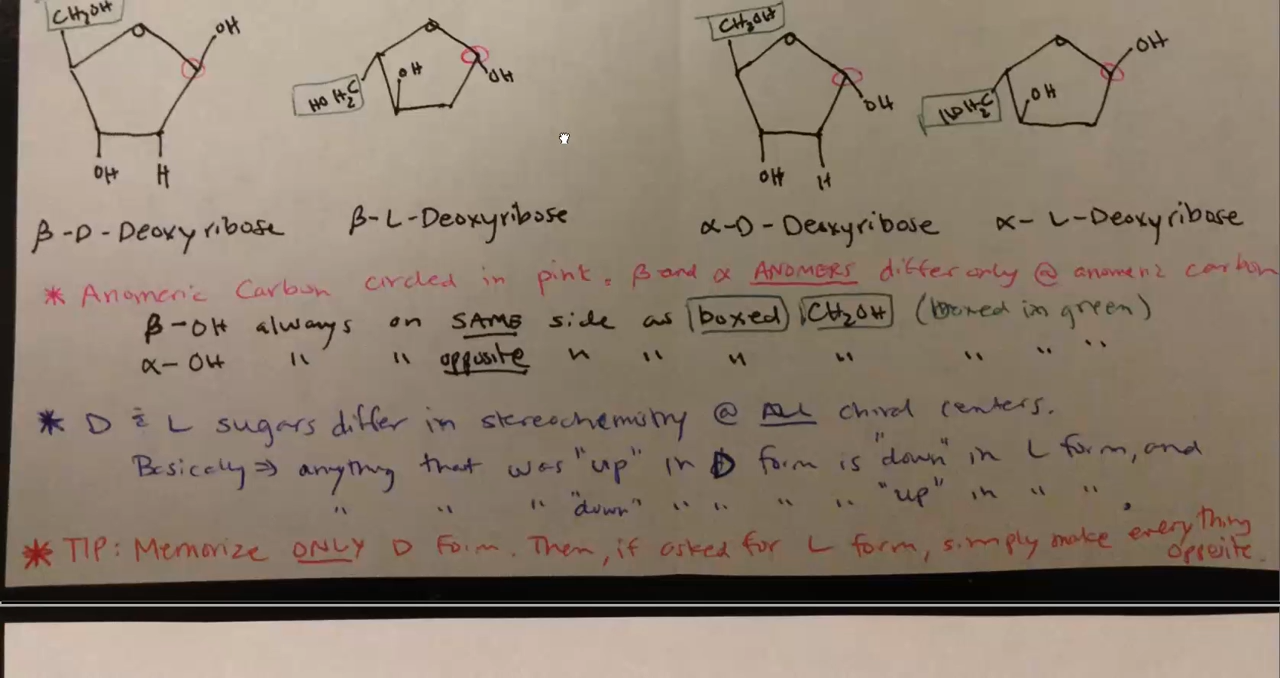 CH2OH
O
OH
OH
H
O
HOH2C
OH
OH
CH2OH
O
OH
OH
H
O
OH
HOH2C
OH
β-D-Deoxyribose
β-L-Deoxyribose
α-D-Deoxyribose
α-L-Deoxyribose
* Anomeric Carbon circled in pink. β and α ANOMERS differ only @ anomeric carbon
β-OH always on SAME side as boxed CH2OH (boxed in green)
α-OH " " opposite " " " " " " "
* D & L sugars differ in stereochemistry @ ALL chiral centers.
Basically ⇒ anything that was "up" in D form is "down" in L form, and
" " " "down" " " " " "up" in " ",
* TIP: Memorize ONLY D Form. Then, if asked for L form, simply make everything
opposite.